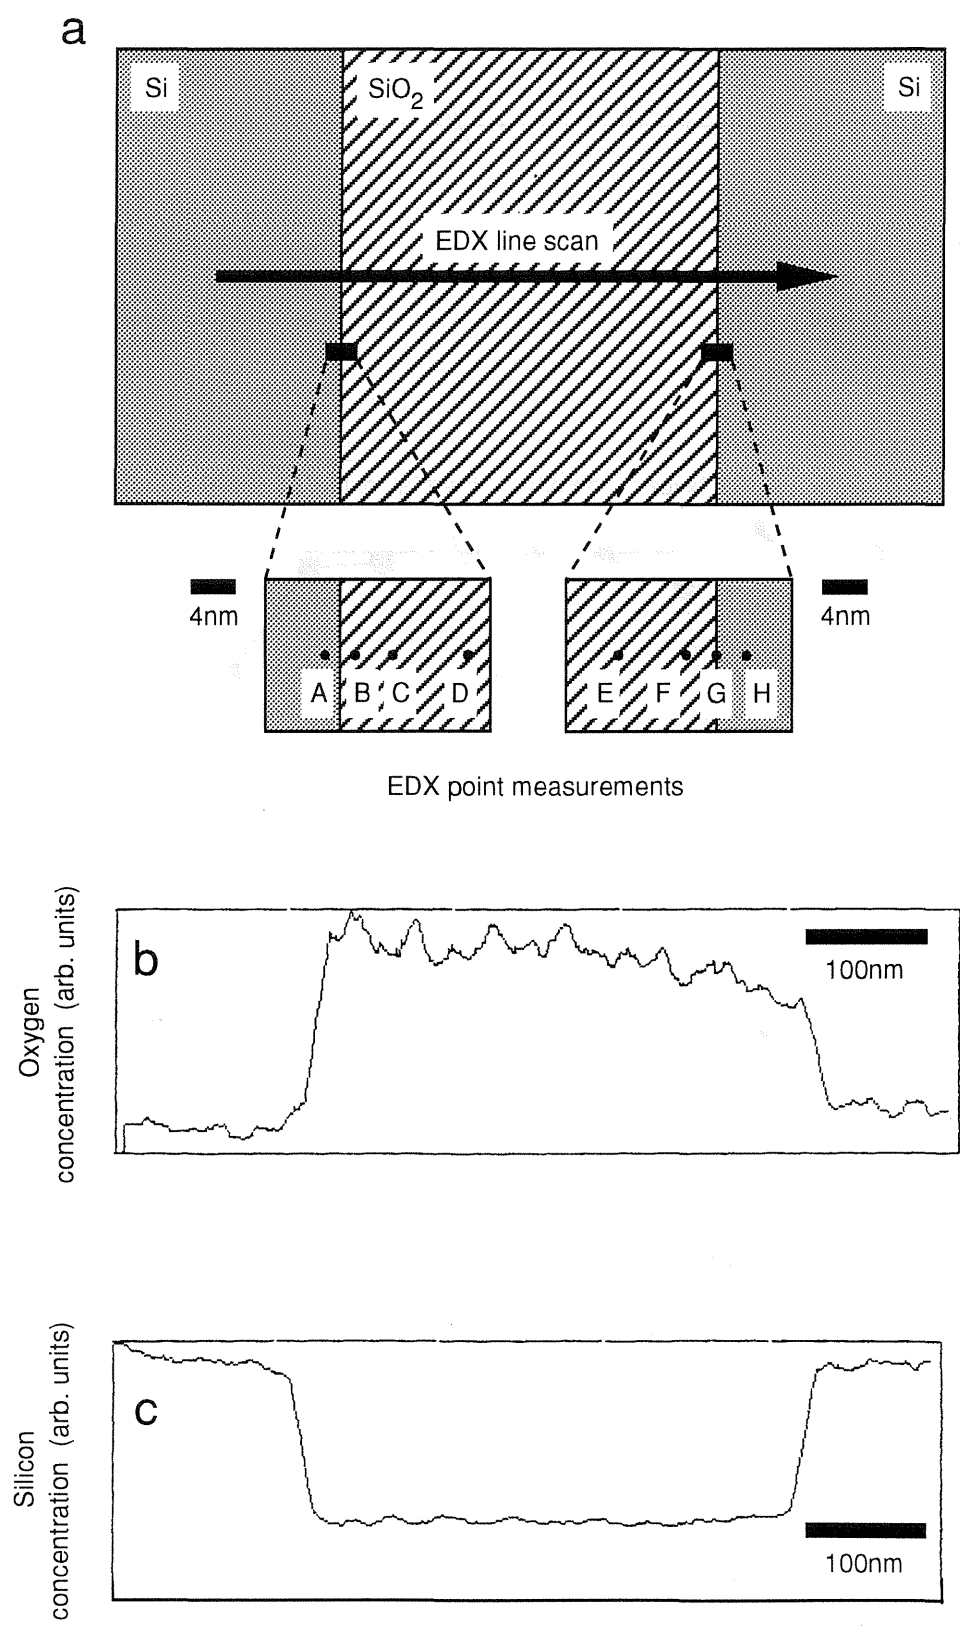 a
Si
SiO2
Si
EDX line scan
4nm
4nm
A B C D
E F G H
EDX point measurements
b
100nm
Oxygen
concentration (arb. units)
c
100nm
Silicon
concentration (arb. units)